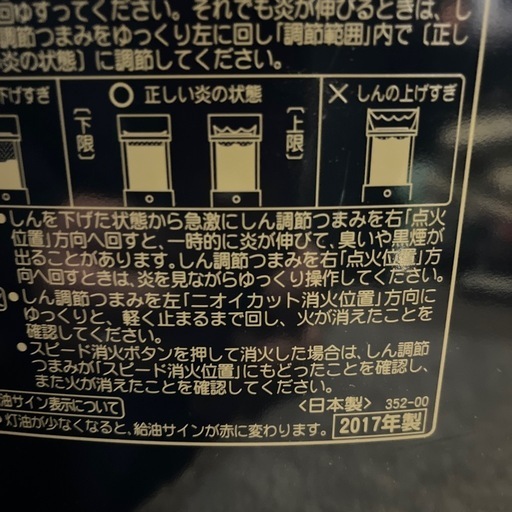 回ゆすってください。それでも炎が伸びるときは、し
調節つまみをゆっくり左に回し「調節範囲」内で〔正し
い炎の状態〕に調節してください。
下げすぎ
○ 正しい炎の状態
× しんの上げすぎ
〔下限〕
〔上限〕
●しんを下げた状態から急激にしん調節つまみを右「点火
位置」方向へ回すと、一時的に炎が伸びて、臭いや黒煙が
出ることがあります。しん調節つまみを右「点火位置」方
向へ回すときは、炎を見ながらゆっくり操作してください。
●しん調節つまみを左「ニオイカット消火位置」方向に
ゆっくりと、軽く止まるまで回し、火が消えたことを
確認してください。
●スピード消火ボタンを押して消火した場合は、しん調節
つまみが「スピード消火位置」にもどったことを確認し、
また火が消えたことを確認してください。
油サイン表示について
〈日本製〉 352-00
・灯油が少なくなると、給油サインが赤に変わります。
2017年製